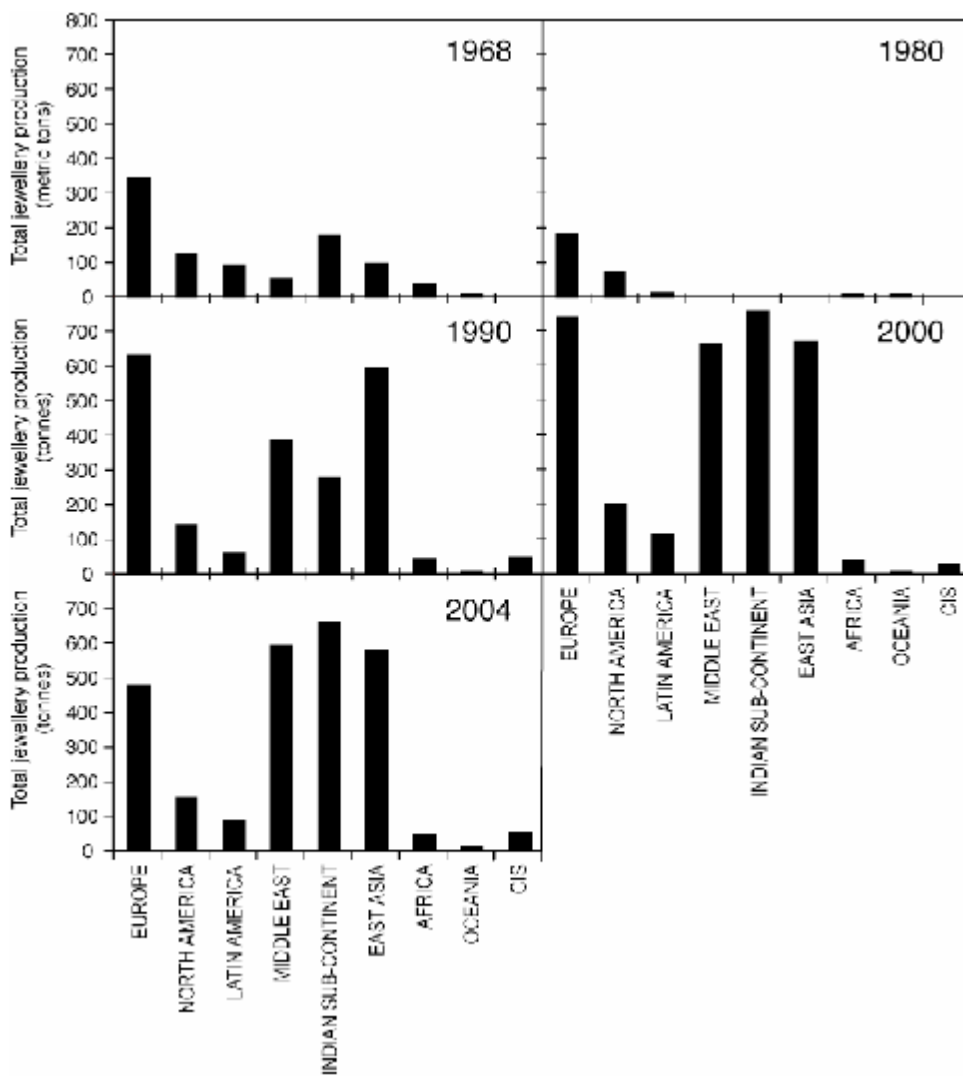 Total jewellery production
(metric tons)
800
700
600
500
400
300
200
100
0
1968
1980
Total jewellery production
(tonnes)
700
600
500
400
300
200
100
0
1990
2000
Total jewellery production
(tonnes)
700
600
500
400
300
200
100
0
2004
EUROPE
NORTH AMERICA
LATIN AMERICA
MIDDLE EAST
INDIAN SUB-CONTINENT
EAST ASIA
AFRICA
OCEANIA
CIS
EUROPE
NORTH AMERICA
LATIN AMERICA
MIDDLE EAST
INDIAN SUB-CONTINENT
EAST ASIA
AFRICA
OCEANIA
CIS